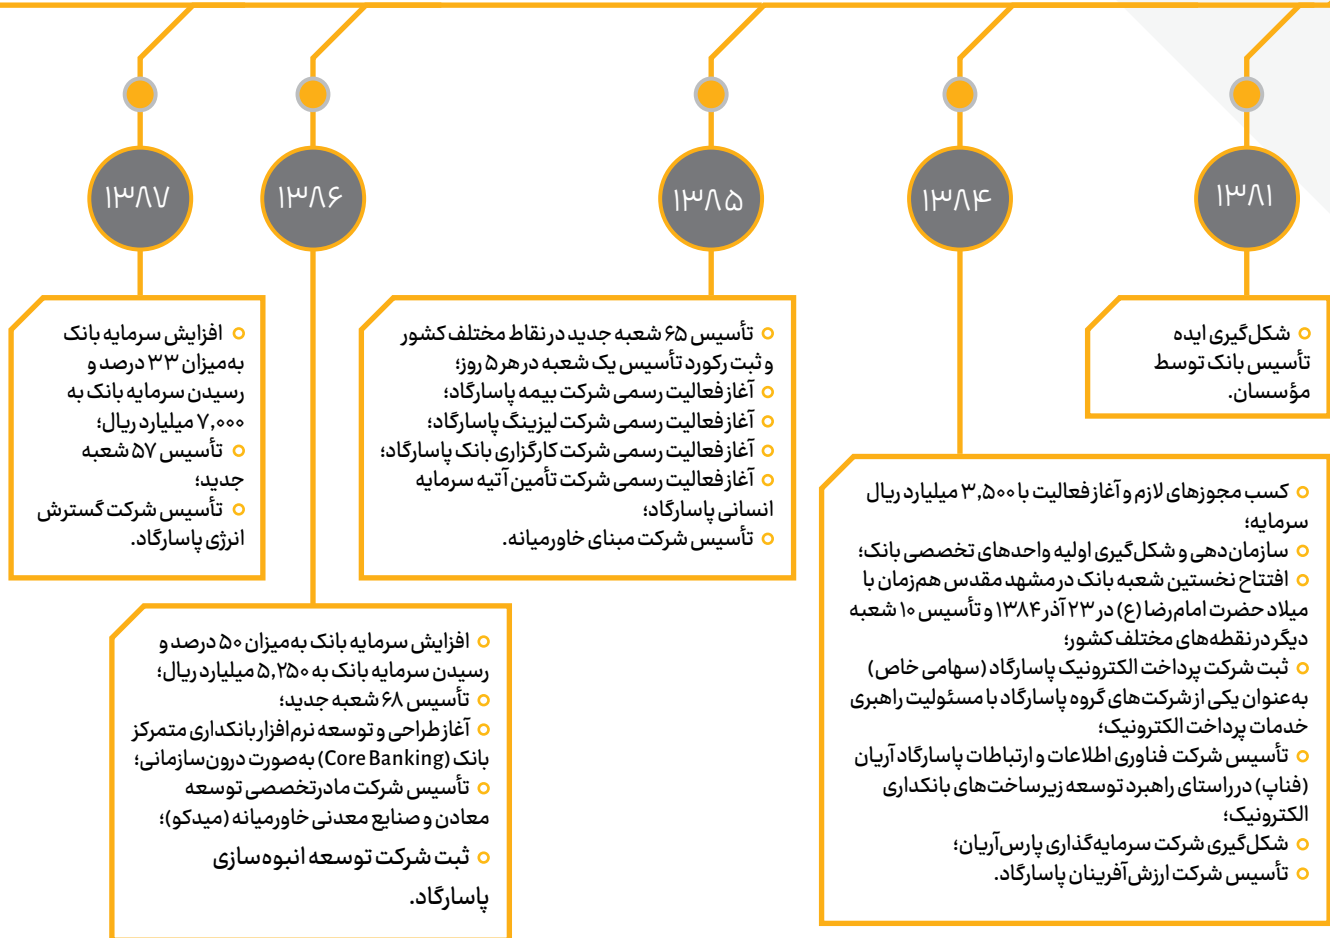 ۱۳۸۱
شکل‌گیری ایده
تأسیس بانک توسط
مؤسسان.
۱۳۸۴
کسب مجوزهای لازم و آغاز فعالیت با ۳,۵۰۰ میلیارد ریال
سرمایه؛
سازمان‌دهی و شکل‌گیری اولیه واحدهای تخصصی بانک؛
افتتاح نخستین شعبه بانک در مشهد مقدس هم‌زمان با
میلاد حضرت امام‌رضا (ع) در ۲۳ آذر ۱۳۸۴ و تأسیس ۱۰ شعبه
دیگر در نقطه‌های مختلف کشور؛
ثبت شرکت پرداخت الکترونیک پاسارگاد (سهامی خاص)
به‌عنوان یکی از شرکت‌های گروه پاسارگاد با مسئولیت راهبری
خدمات پرداخت الکترونیک؛
تأسیس شرکت فناوری اطلاعات و ارتباطات پاسارگاد آریان
(فناپ) در راستای راهبرد توسعه زیرساخت‌های بانکداری
الکترونیک؛
شکل‌گیری شرکت سرمایه‌گذاری پارس‌آریان؛
تأسیس شرکت ارزش‌آفرینان پاسارگاد.
۱۳۸۵
تأسیس ۶۵ شعبه جدید در نقاط مختلف کشور
و ثبت رکورد تأسیس یک شعبه در هر ۵ روز؛
آغاز فعالیت رسمی شرکت بیمه پاسارگاد؛
آغاز فعالیت رسمی شرکت لیزینگ پاسارگاد؛
آغاز فعالیت رسمی شرکت کارگزاری بانک پاسارگاد؛
آغاز فعالیت رسمی شرکت تأمین آتیه سرمایه
انسانی پاسارگاد؛
تأسیس شرکت مبنای خاورمیانه.
۱۳۸۶
افزایش سرمایه بانک به‌میزان ۵۰ درصد و
رسیدن سرمایه بانک به ۵,۲۵۰ میلیارد ریال؛
تأسیس ۶۸ شعبه جدید؛
آغاز طراحی و توسعه نرم‌افزار بانکداری متمرکز
بانک (Core Banking) به‌صورت درون‌سازمانی؛
تأسیس شرکت مادرتخصصی توسعه
معادن و صنایع معدنی خاورمیانه (میدکو)؛
ثبت شرکت توسعه انبوه‌سازی
پاسارگاد.
۱۳۸۷
افزایش سرمایه بانک
به‌میزان ۳۳ درصد و
رسیدن سرمایه بانک به
۷,۰۰۰ میلیارد ریال؛
تأسیس ۵۷ شعبه
جدید؛
تأسیس شرکت گسترش
انرژی پاسارگاد.